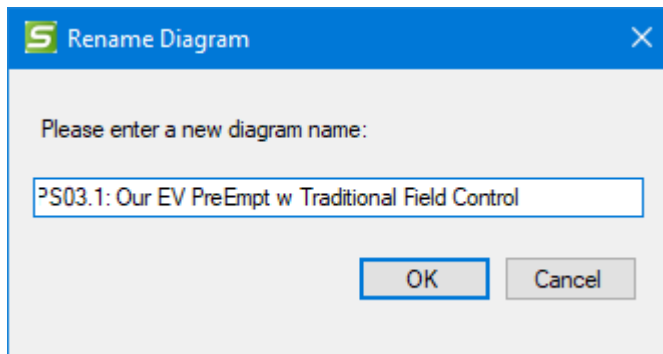 S Rename Diagram
Please enter a new diagram name:
PS03.1: Our EV PreEmpt w Traditional Field Control
OK
Cancel